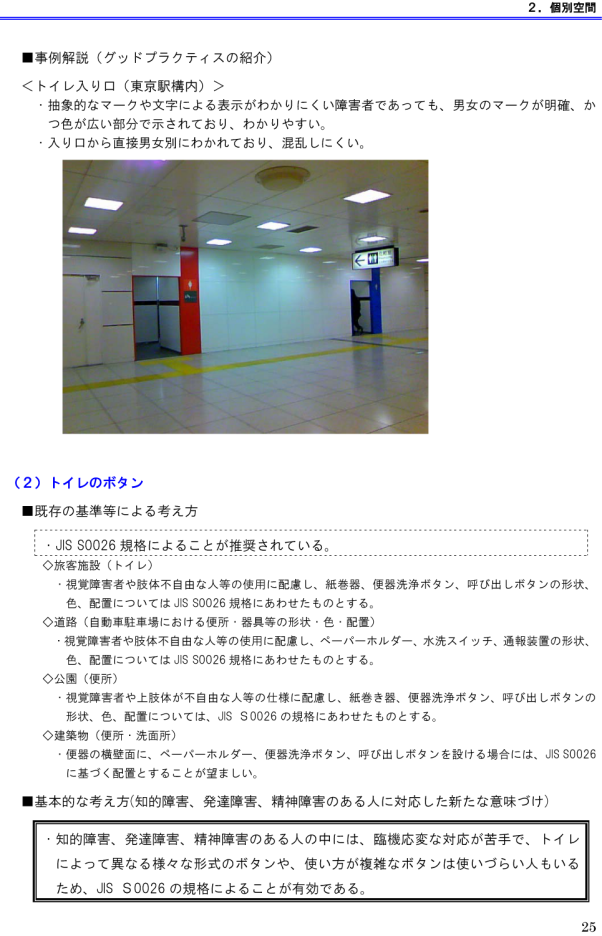 ２．個別空間
■事例解説（グッドプラクティスの紹介）
＜トイレ入り口（東京駅構内）＞
・抽象的なマークや文字による表示がわかりにくい障害者であっても、男女のマークが明確、か
つ色が広い部分で示されており、わかりやすい。
・入り口から直接男女別にわかれており、混乱しにくい。
（２）トイレのボタン
■既存の基準等による考え方
・JIS S0026 規格によることが推奨されている。
◇旅客施設（トイレ）
・視覚障害者や肢体不自由な人等の使用に配慮し、紙巻器、便器洗浄ボタン、呼び出しボタンの形状、
色、配置については JIS S0026 規格にあわせたものとする。
◇道路（自動車駐車場における便所・器具等の形状・色・配置）
・視覚障害者や肢体不自由な人等の使用に配慮し、ペーパーホルダー、水洗スイッチ、通報装置の形状、
色、配置については JIS S0026 規格にあわせたものとする。
◇公園（便所）
・視覚障害者や上肢体が不自由な人等の仕様に配慮し、紙巻き器、便器洗浄ボタン、呼び出しボタンの
形状、色、配置については、JIS Ｓ0026 の規格にあわせたものとする。
◇建築物（便所・洗面所）
・便器の横壁面に、ペーパーホルダー、便器洗浄ボタン、呼び出しボタンを設ける場合には、JIS S0026
に基づく配置とすることが望ましい。
■基本的な考え方(知的障害、発達障害、精神障害のある人に対応した新たな意味づけ)
・知的障害、発達障害、精神障害のある人の中には、臨機応変な対応が苦手で、トイレ
によって異なる様々な形式のボタンや、使い方が複雑なボタンは使いづらい人もいる
ため、JIS Ｓ0026 の規格によることが有効である。
25